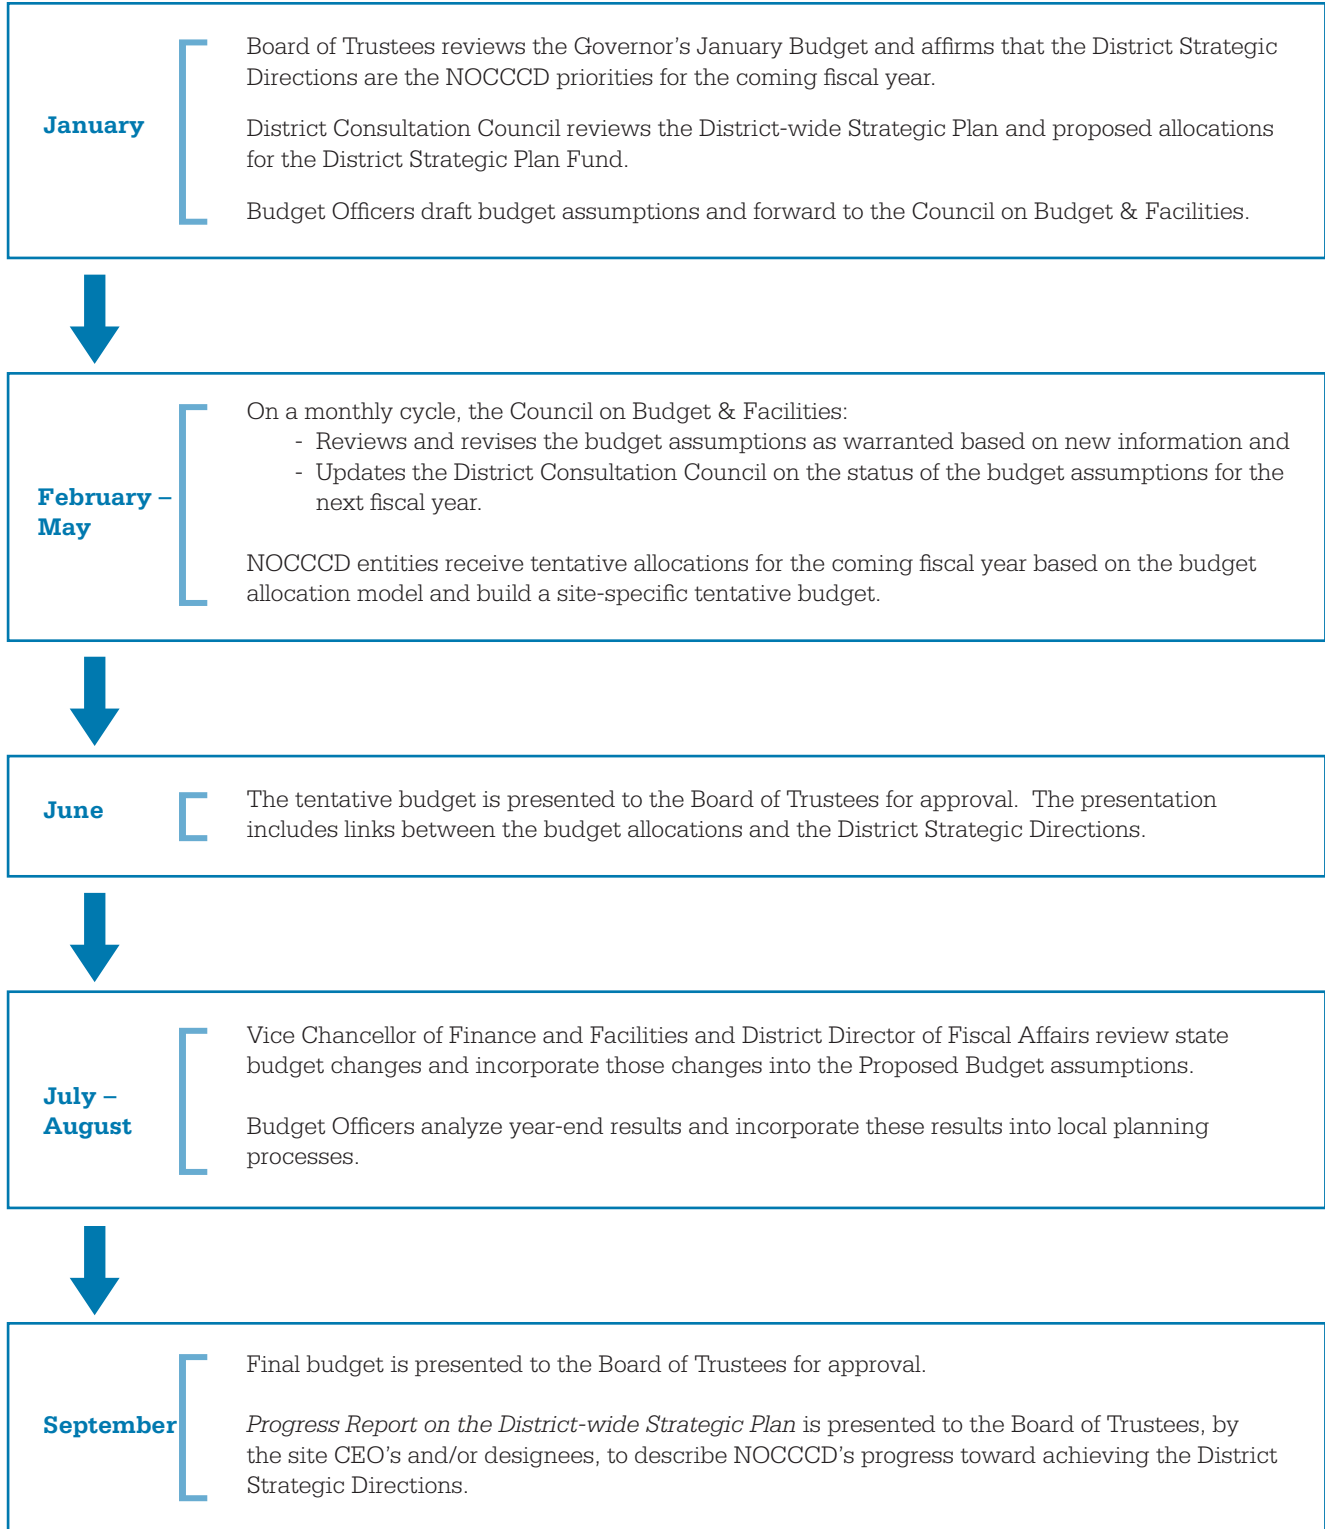 January
Board of Trustees reviews the Governor’s January Budget and affirms that the District Strategic
Directions are the NOCCCD priorities for the coming fiscal year.
District Consultation Council reviews the District-wide Strategic Plan and proposed allocations
for the District Strategic Plan Fund.
Budget Officers draft budget assumptions and forward to the Council on Budget & Facilities.
February –
May
On a monthly cycle, the Council on Budget & Facilities:
- Reviews and revises the budget assumptions as warranted based on new information and
- Updates the District Consultation Council on the status of the budget assumptions for the
next fiscal year.
NOCCCD entities receive tentative allocations for the coming fiscal year based on the budget
allocation model and build a site-specific tentative budget.
June
The tentative budget is presented to the Board of Trustees for approval.  The presentation
includes links between the budget allocations and the District Strategic Directions.
July –
August
Vice Chancellor of Finance and Facilities and District Director of Fiscal Affairs review state
budget changes and incorporate those changes into the Proposed Budget assumptions.
Budget Officers analyze year-end results and incorporate these results into local planning
processes.
September
Final budget is presented to the Board of Trustees for approval.
Progress Report on the District-wide Strategic Plan is presented to the Board of Trustees, by
the site CEO’s and/or designees, to describe NOCCCD’s progress toward achieving the District
Strategic Directions.